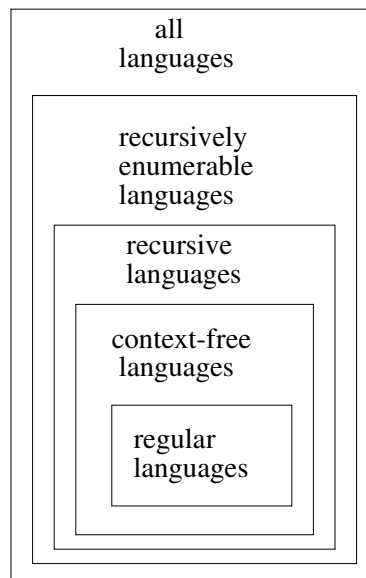 all
languages
recursively
enumerable
languages
recursive
languages
context-free
languages
regular
languages